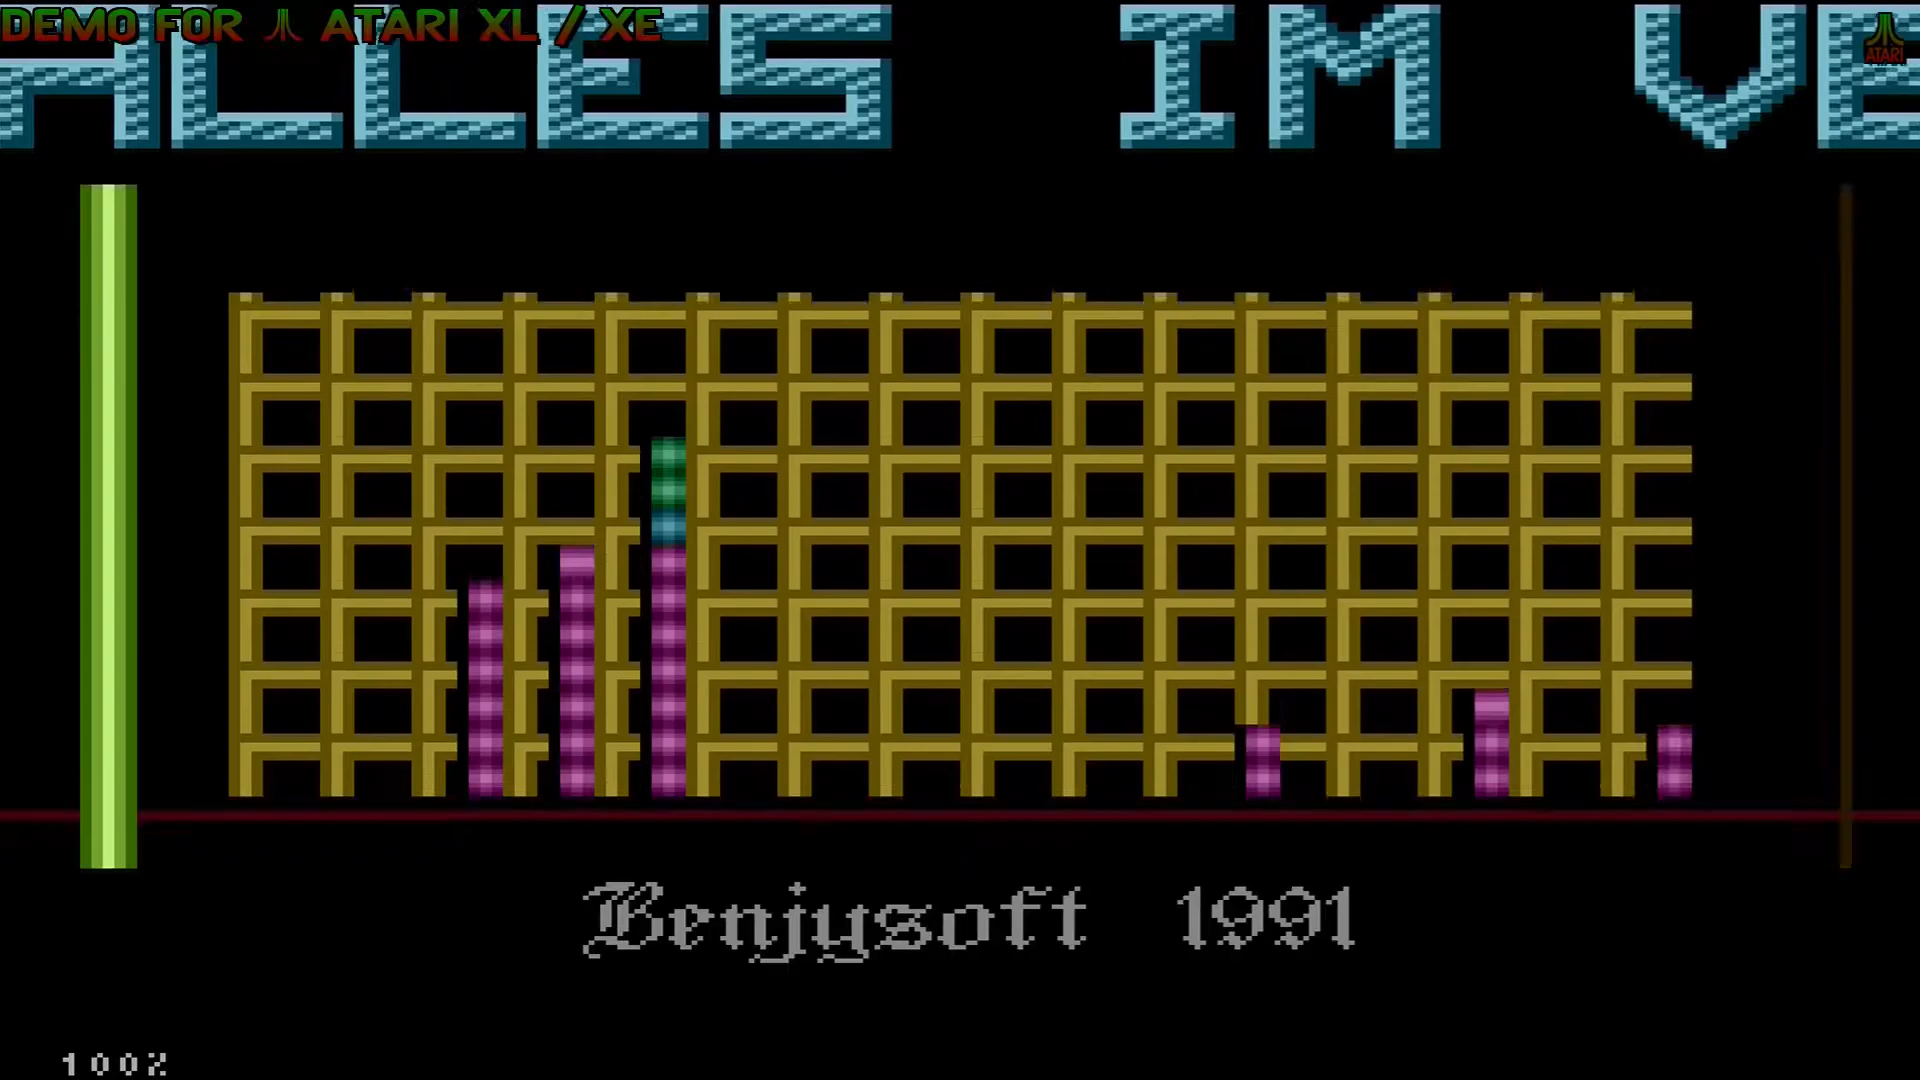 DEMO FOR ATARI XL / XE
ALLES IM VE
ATARI
Benjysoft 1991
100%